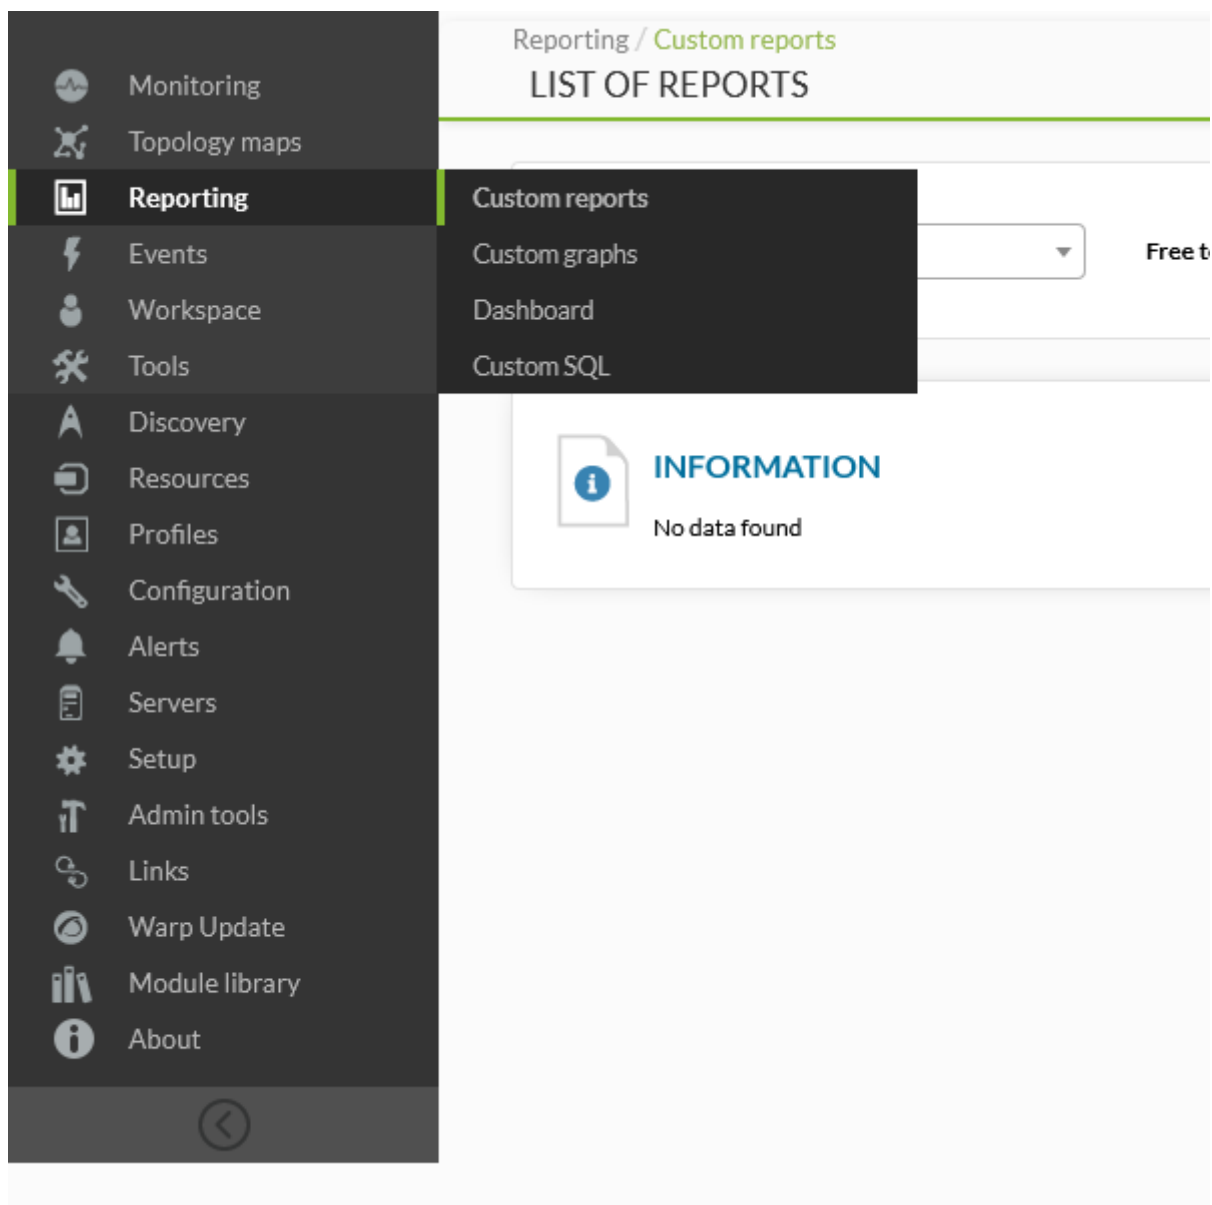 Reporting / Custom reports
LIST OF REPORTS
Monitoring
Topology maps
Reporting
Events
Workspace
Tools
Discovery
Resources
Profiles
Configuration
Alerts
Servers
Setup
Admin tools
Links
Warp Update
Module library
About
Custom reports
Custom graphs
Dashboard
Custom SQL
Free t
INFORMATION
No data found